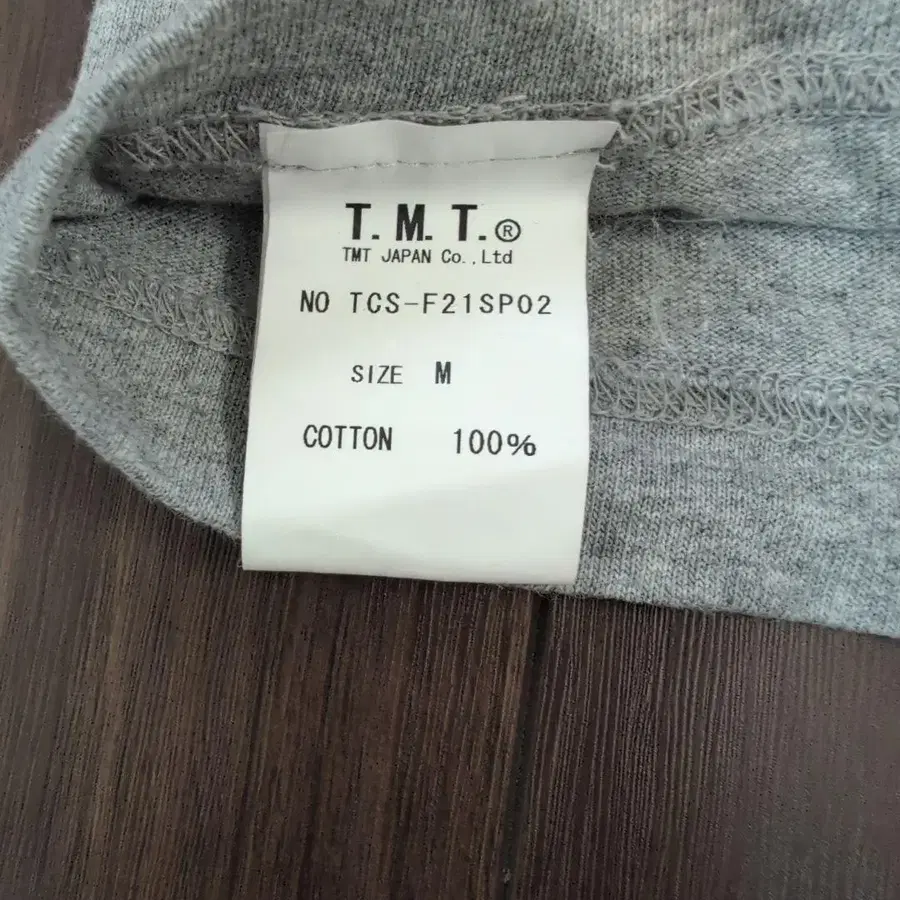 T.M.T.®
TMT JAPAN Co.,Ltd
NO TCS-F21SP02
SIZE M
COTTON 100%